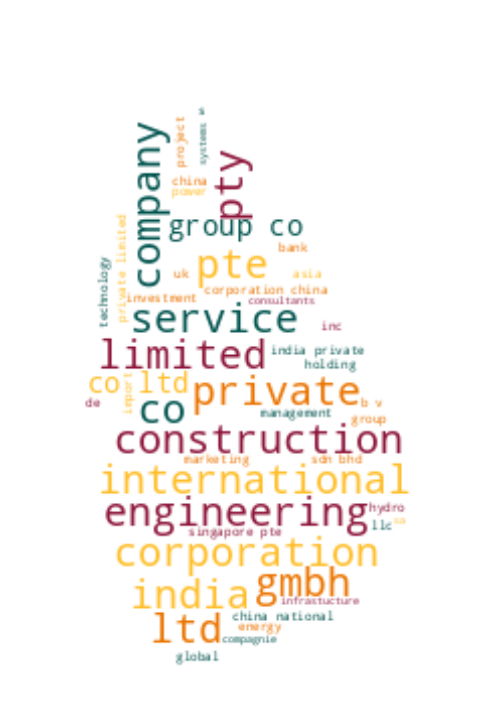 systems w
project
company
pty
china
power
group co
private limited
technology
bank
pte
uk
asia
corporation china
investment
consultants
service
inc
limited
india private
holding
co ltd
import
private
de
b v
co
management
group
construction
marketing
sdn bhd
international
engineering
hydro
sa
llc
singapore pte
corporation
gmbh
india
infrastucture
china national
ltd
energy
compagnie
global